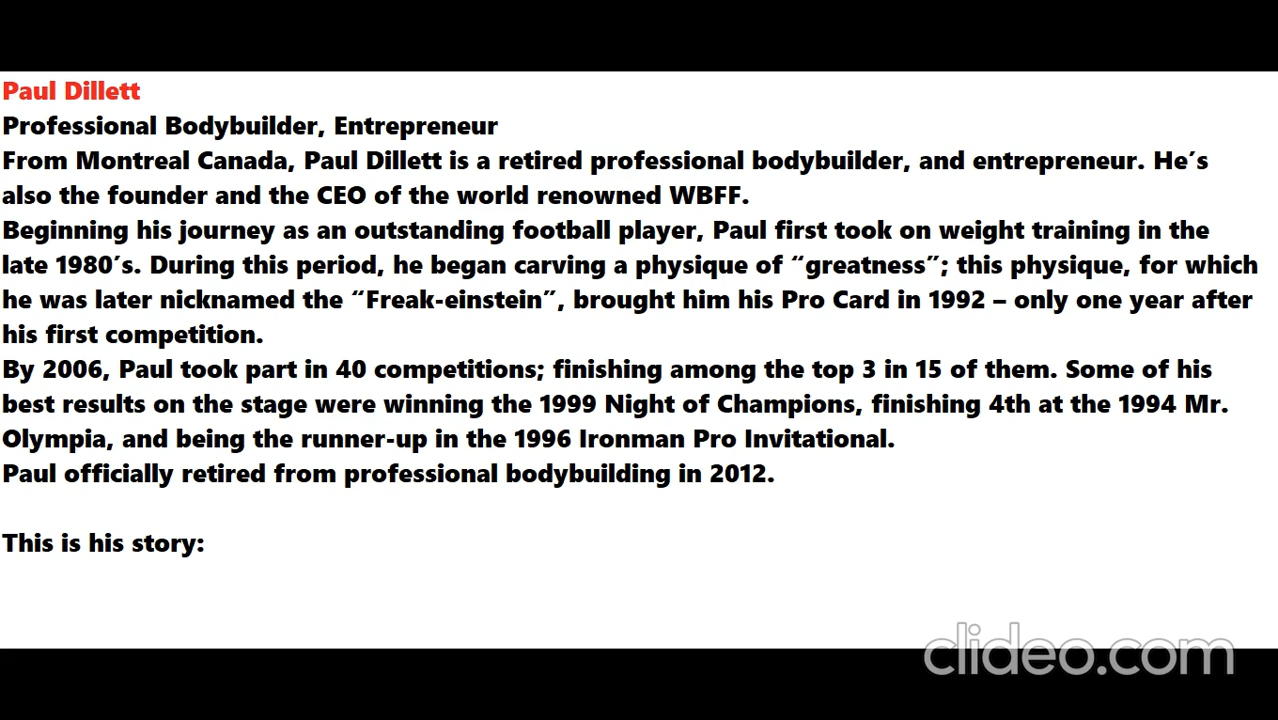 Paul Dillett
Professional Bodybuilder, Entrepreneur
From Montreal Canada, Paul Dillett is a retired professional bodybuilder, and entrepreneur. He’s
also the founder and the CEO of the world renowned WBFF.
Beginning his journey as an outstanding football player, Paul first took on weight training in the
late 1980’s. During this period, he began carving a physique of “greatness”; this physique, for which
he was later nicknamed the “Freak-einstein”, brought him his Pro Card in 1992 – only one year after
his first competition.
By 2006, Paul took part in 40 competitions; finishing among the top 3 in 15 of them. Some of his
best results on the stage were winning the 1999 Night of Champions, finishing 4th at the 1994 Mr.
Olympia, and being the runner-up in the 1996 Ironman Pro Invitational.
Paul officially retired from professional bodybuilding in 2012.
This is his story:
clideo.com